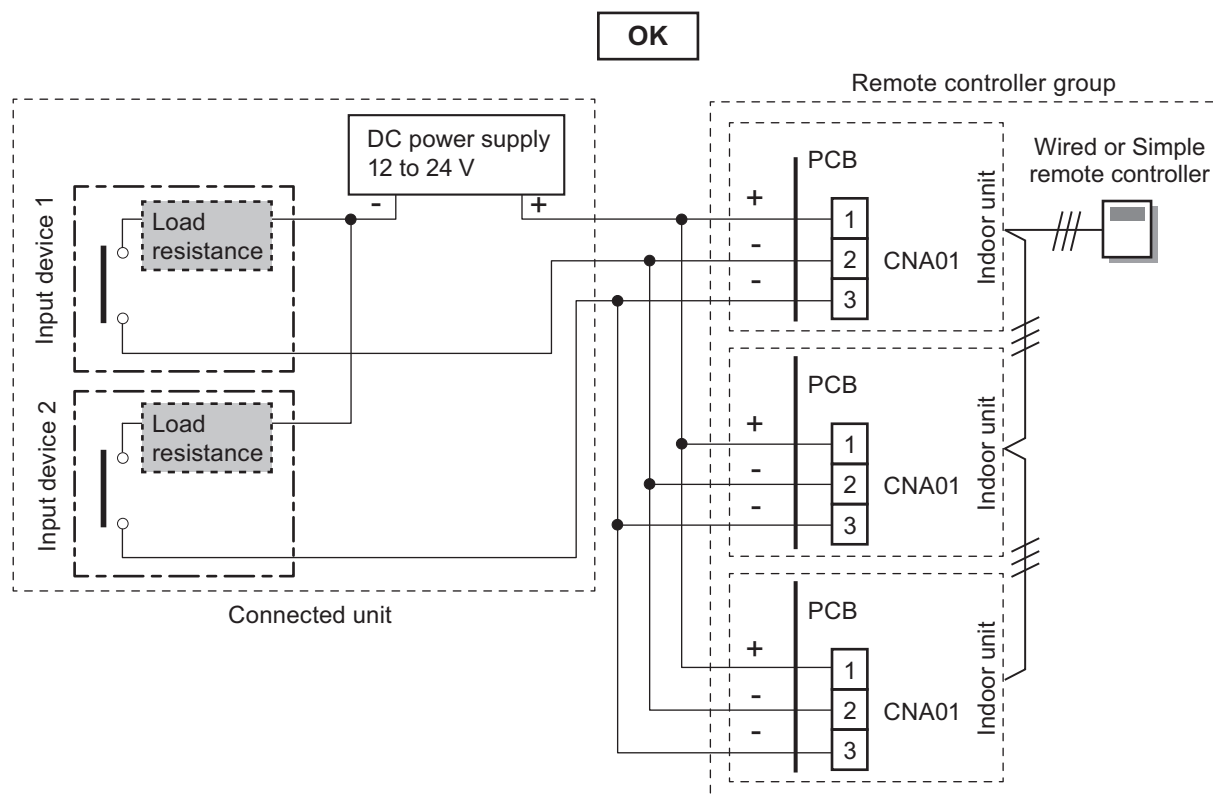 OK
Remote controller group
DC power supply
12 to 24 V
-
+
Input device 1
Load
resistance
Input device 2
Load
resistance
Connected unit
PCB
+
-
-
1
2
3
CNA01
Indoor unit
Wired or Simple
remote controller
PCB
+
-
-
1
2
3
CNA01
Indoor unit
PCB
+
-
-
1
2
3
CNA01
Indoor unit